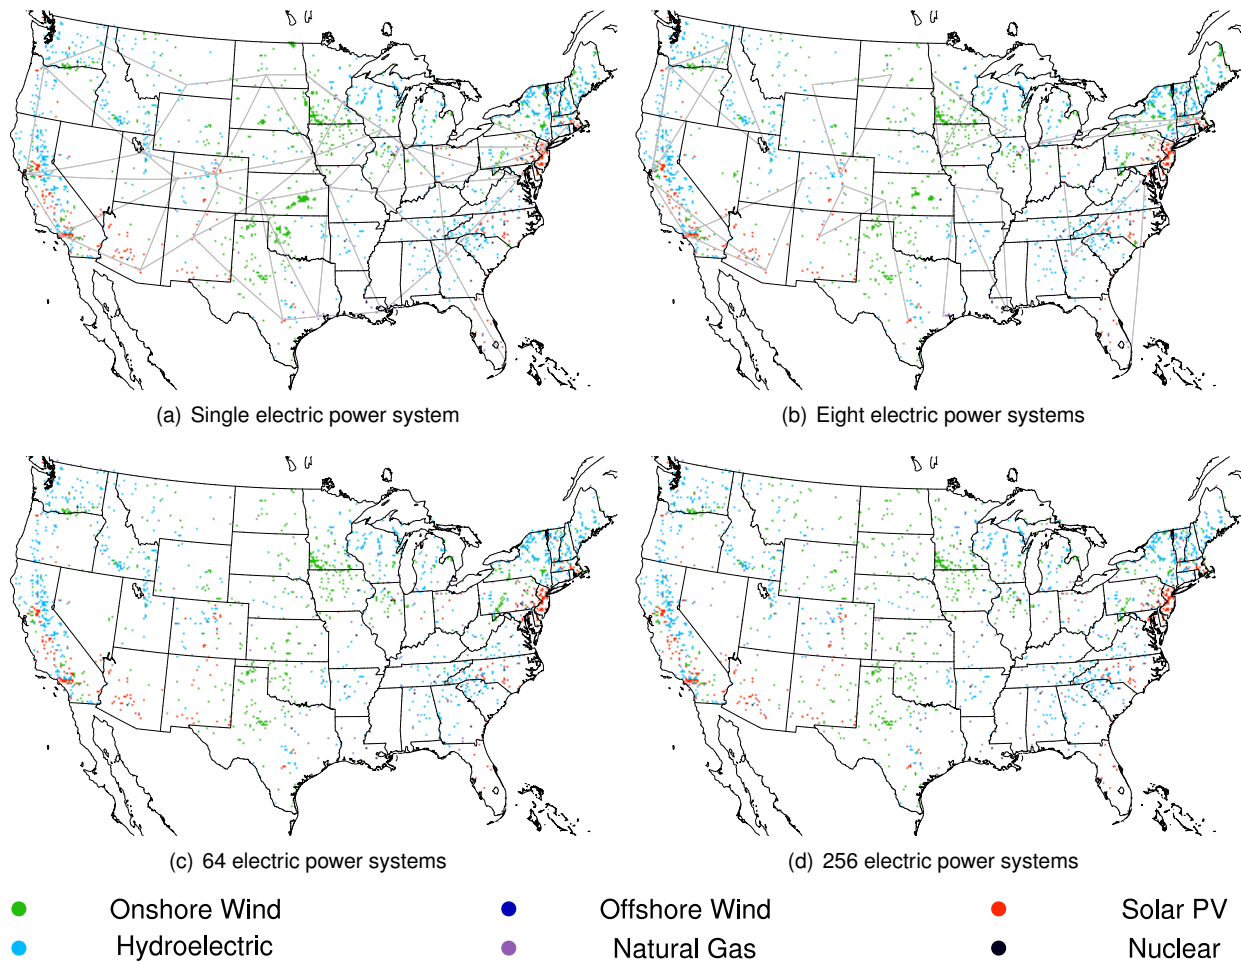 (a) Single electric power system
(b) Eight electric power systems
(c) 64 electric power systems
(d) 256 electric power systems
Onshore Wind
Offshore Wind
Solar PV
Hydroelectric
Natural Gas
Nuclear